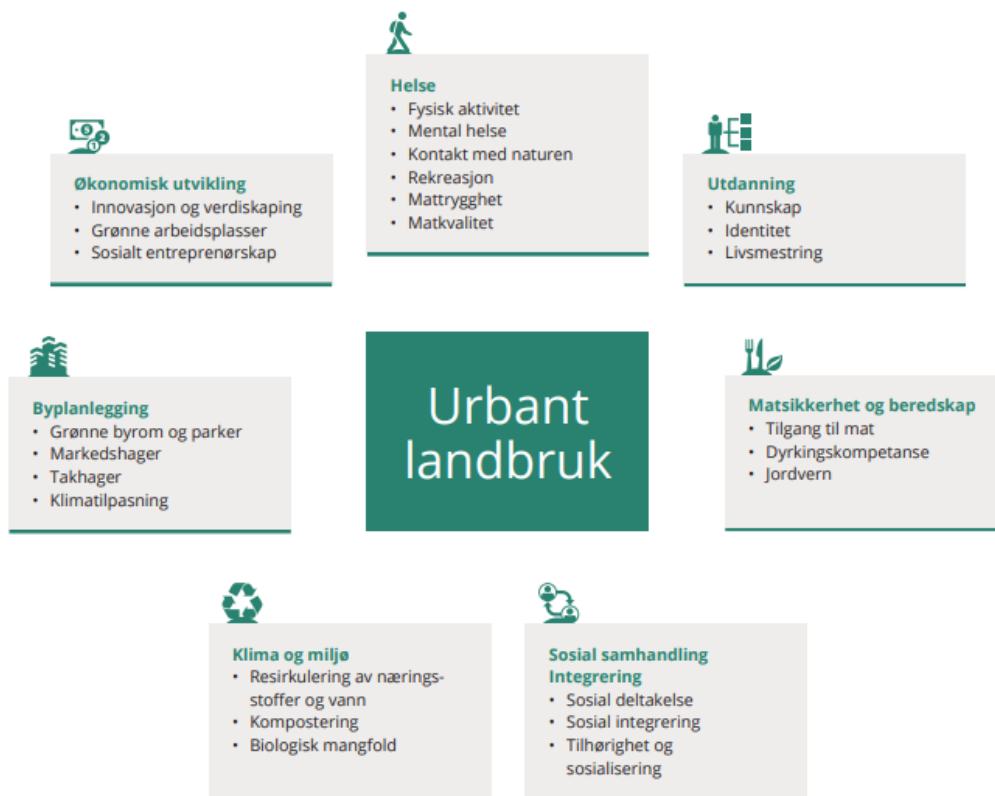 Helse
• Fysisk aktivitet
• Mental helse
• Kontakt med naturen
• Rekreasjon
• Mattrygghet
• Matkvalitet
Økonomisk utvikling
• Innovasjon og verdiskaping
• Grønne arbeidsplasser
• Sosialt entreprenørskap
Utdanning
• Kunnskap
• Identitet
• Livsmestring
Byplanlegging
• Grønne byrom og parker
• Markedshager
• Takhager
• Klimatilpasning
Urbant
landbruk
Matsikkerhet og beredskap
• Tilgang til mat
• Dyrkingskompetanse
• Jordvern
Klima og miljø
• Resirkulering av nærings-
stoffer og vann
• Kompostering
• Biologisk mangfold
Sosial samhandling
Integrering
• Sosial deltakelse
• Sosial integrering
• Tilhørighet og
sosialisering